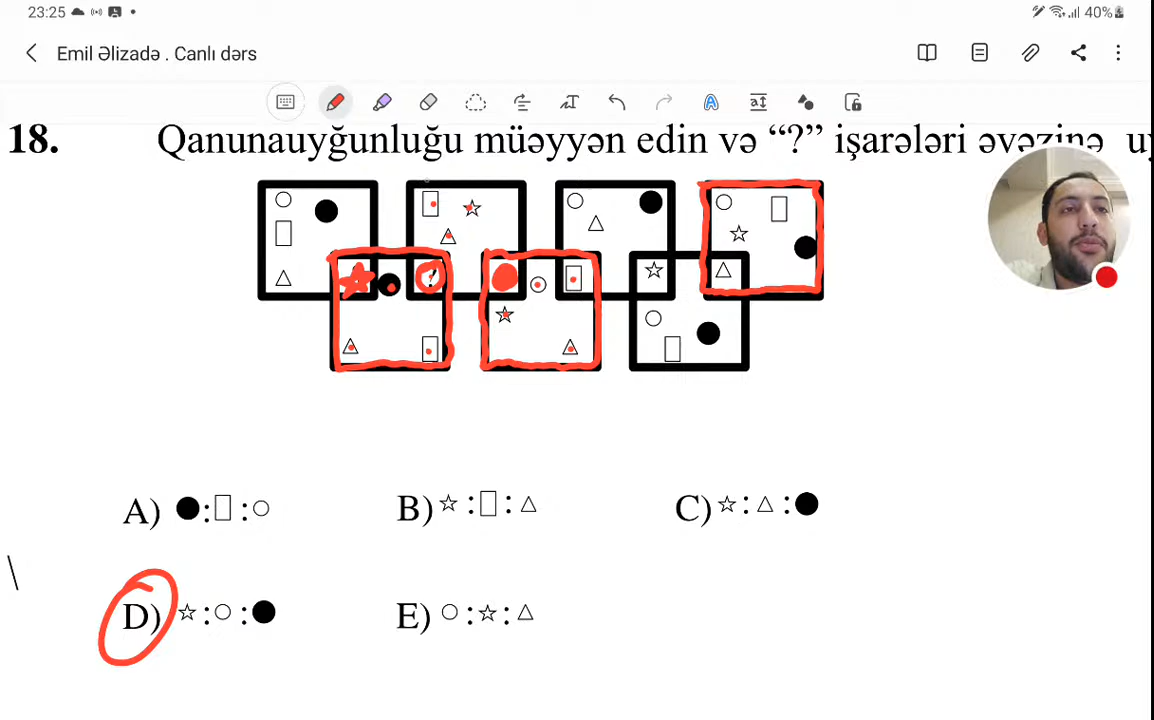 23:25 40%
Emil Əlizadə . Canlı dərs
18. Qanunauyğunluğu müəyyən edin və “?” işarələri əvəzinə
?
A) ●:▯:○ B) ☆:▯:△ C) ☆:△:●
\
D) ☆:○:● E) ○:☆:△